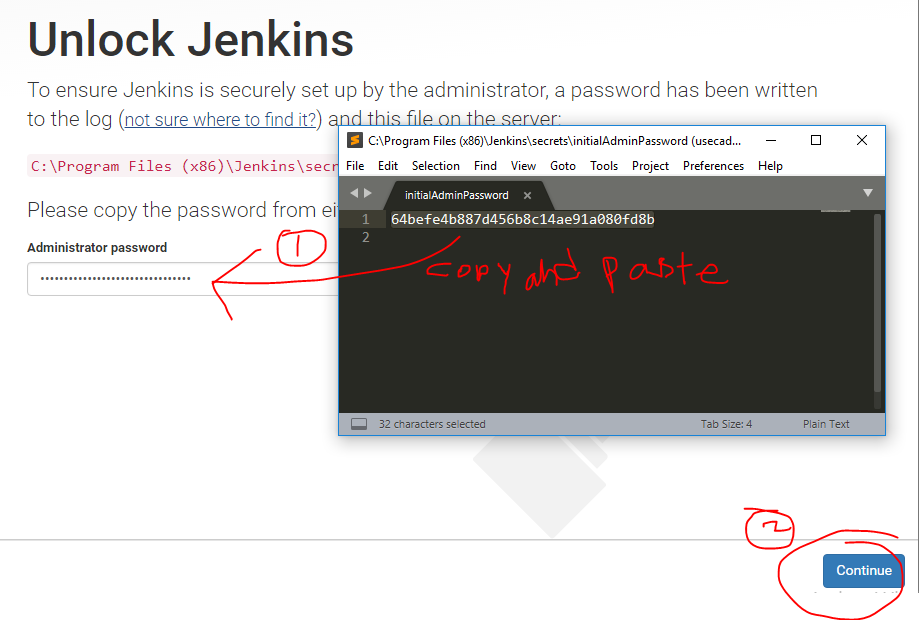 Unlock Jenkins
To ensure Jenkins is securely set up by the administrator, a password has been written
to the log (not sure where to find it?) and this file on the server:
C:\Program Files (x86)\Jenkins\secr
Please copy the password from ei
Administrator password
C:\Program Files (x86)\Jenkins\secrets\initialAdminPassword (usecad...
File Edit Selection Find View Goto Tools Project Preferences Help
initialAdminPassword
1 64befe4b887d456b8c14ae91a080fd8b
2
1
copy and paste
32 characters selected Tab Size: 4 Plain Text
2
Continue